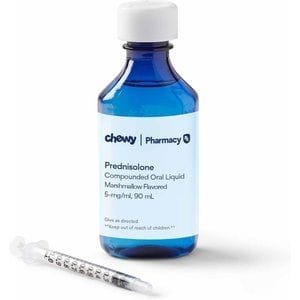 chewy | Pharmacy
Prednisolone
Compounded Oral Liquid
Marshmallow Flavored
5-mg/ml, 90 mL
Give as directed
**Keep out of reach of children.**